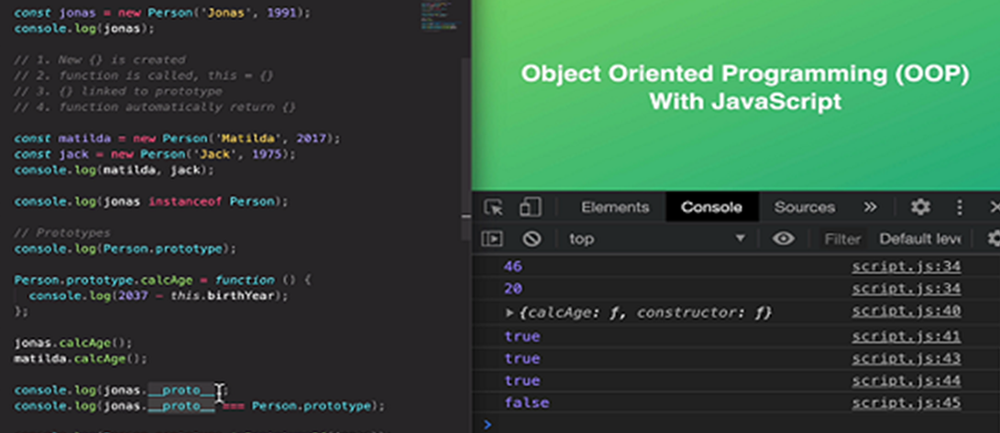 const jonas = new Person('Jonas', 1991);
console.log(jonas);
// 1. New {} is created
// 2. function is called, this = {}
// 3. {} linked to prototype
// 4. function automatically return {}
const matilda = new Person('Matilda', 2017);
const jack = new Person('Jack', 1975);
console.log(matilda, jack);
console.log(jonas instanceof Person);
// Prototypes
console.log(Person.prototype);
Person.prototype.calcAge = function () {
console.log(2037 - this.birthYear);
};
jonas.calcAge();
matilda.calcAge();
console.log(jonas.__proto__
console.log(jonas.__proto__ === Person.prototype);
Object Oriented Programming (OOP)
With JavaScript
Elements Console Sources »
top Filter Default leve
46 script.js:34
20 script.js:34
{calcAge: ƒ, constructor: ƒ} script.js:40
true script.js:41
true script.js:43
true script.js:44
false script.js:45
>